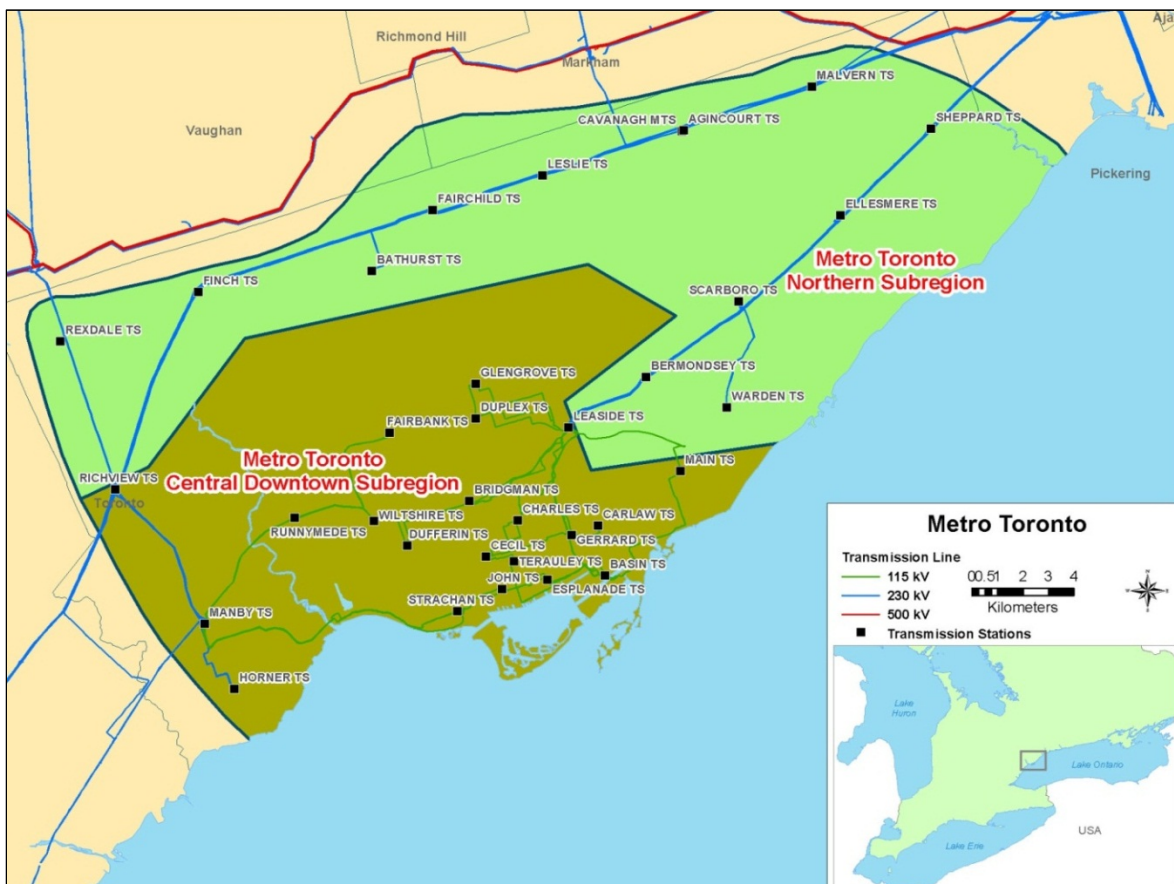 Richmond Hill
Aja
Markham
MALVERN TS
Vaughan
CAVANAGH MTS
AGINCOURT TS
SHEPPARD TS
LESLIE TS
Pickering
FAIRCHILD TS
ELLESMERE TS
BATHURST TS
Metro Toronto
Northern Subregion
FINCH TS
SCARBORO TS
REXDALE TS
BERMONDSEY TS
GLENGROVE TS
WARDEN TS
DUPLEX TS
LEASIDE TS
FAIRBANK TS
Metro Toronto
Central Downtown Subregion
MAIN TS
RICHVIEW TS
Toronto
BRIDGMAN TS
CHARLES TS
WILTSHIRE TS
CARLAW TS
RUNNYMEDE TS
DUFFERIN TS
GERRARD TS
CECIL TS
TERAULEY TS
BASIN TS
JOHN TS
ESPLANADE TS
STRACHAN TS
MANBY TS
HORNER TS
Metro Toronto
Transmission Line
115 kV
230 kV
500 kV
Transmission Stations
00.51 2 3 4
Kilometers
N
E
S
W
Lake
Huron
Lake Ontario
USA
Lake Erie